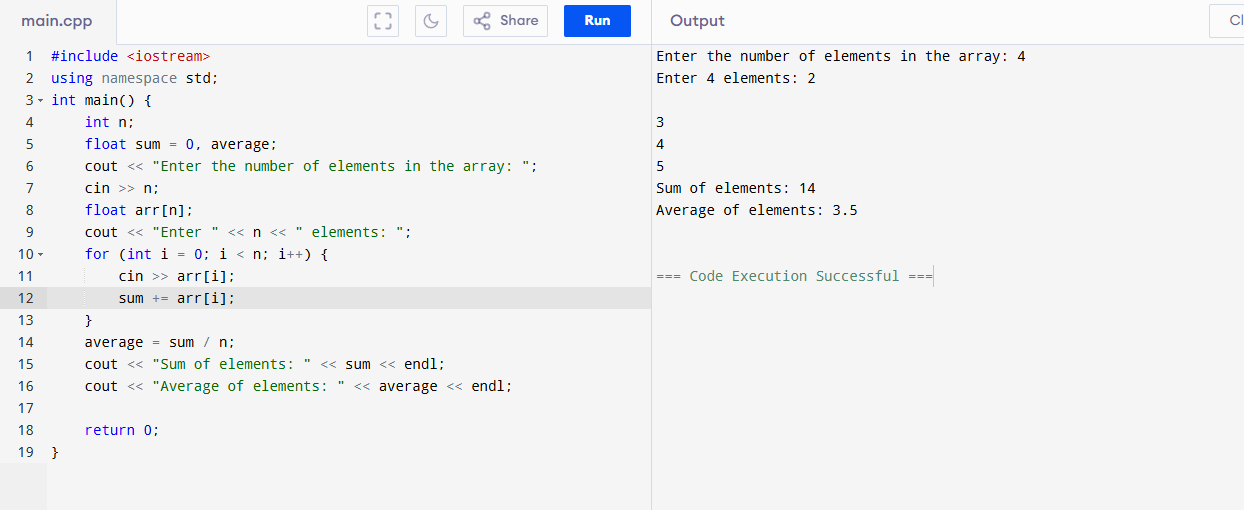 main.cpp
Share
Run
Output
Cl
1 #include <iostream>
2 using namespace std;
3 int main() {
4     int n;
5     float sum = 0, average;
6     cout << "Enter the number of elements in the array: ";
7     cin >> n;
8     float arr[n];
9     cout << "Enter " << n << " elements: ";
10     for (int i = 0; i < n; i++) {
11         cin >> arr[i];
12         sum += arr[i];
13     }
14     average = sum / n;
15     cout << "Sum of elements: " << sum << endl;
16     cout << "Average of elements: " << average << endl;
17
18     return 0;
19 }
Enter the number of elements in the array: 4
Enter 4 elements: 2
3
4
5
Sum of elements: 14
Average of elements: 3.5
=== Code Execution Successful ===